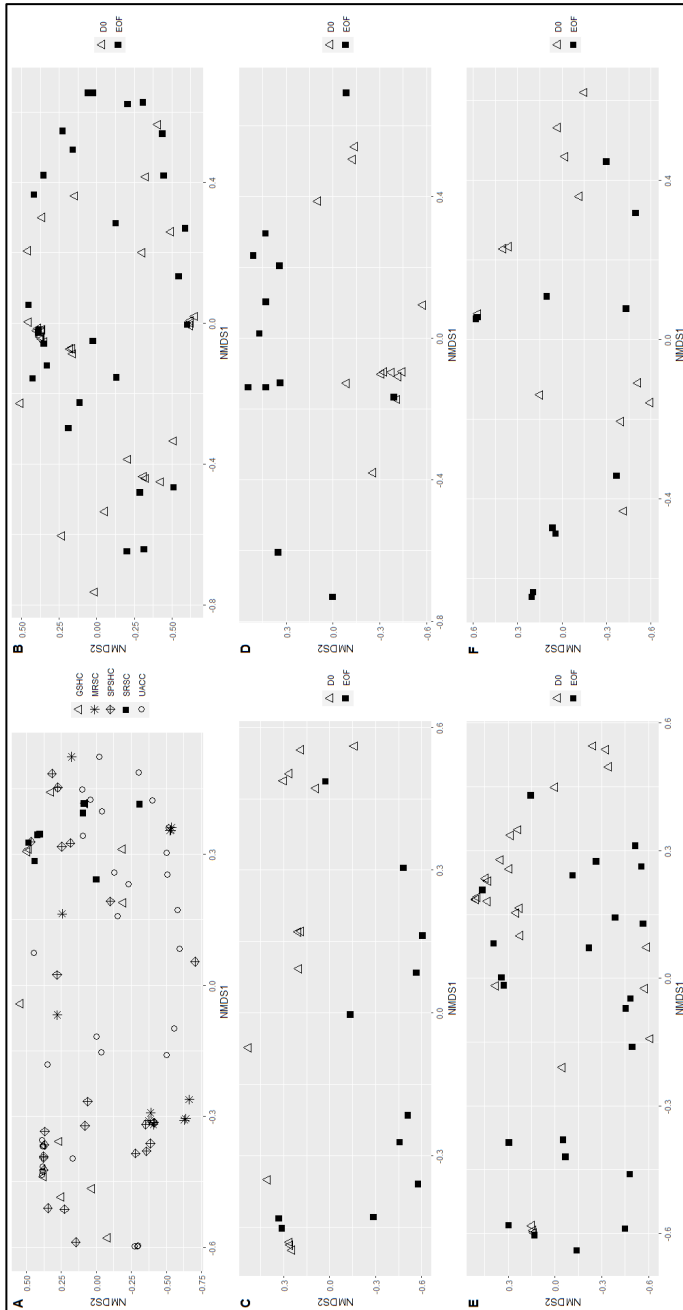 A
NMDS2
0.50
0.25
0.00
-0.25
-0.50
-0.75
-0.6
-0.3
0.0
0.3
NMDS1
GSHC
MRSC
SPSHC
SRSC
UACC
B
NMDS2
0.50
0.25
0.00
-0.25
-0.50
-0.8
-0.4
0.0
0.4
NMDS1
D0
EOF
C
NMDS2
0.3
0.0
-0.3
-0.6
-0.3
0.0
0.3
0.6
NMDS1
D0
EOF
D
NMDS2
0.3
0.0
-0.3
-0.6
-0.8
-0.4
0.0
0.4
NMDS1
D0
EOF
E
NMDS2
0.3
0.0
-0.3
-0.6
-0.6
-0.3
0.0
0.3
0.6
NMDS1
D0
EOF
F
NMDS2
0.6
0.3
0.0
-0.3
-0.6
-0.4
0.0
0.4
NMDS1
D0
EOF